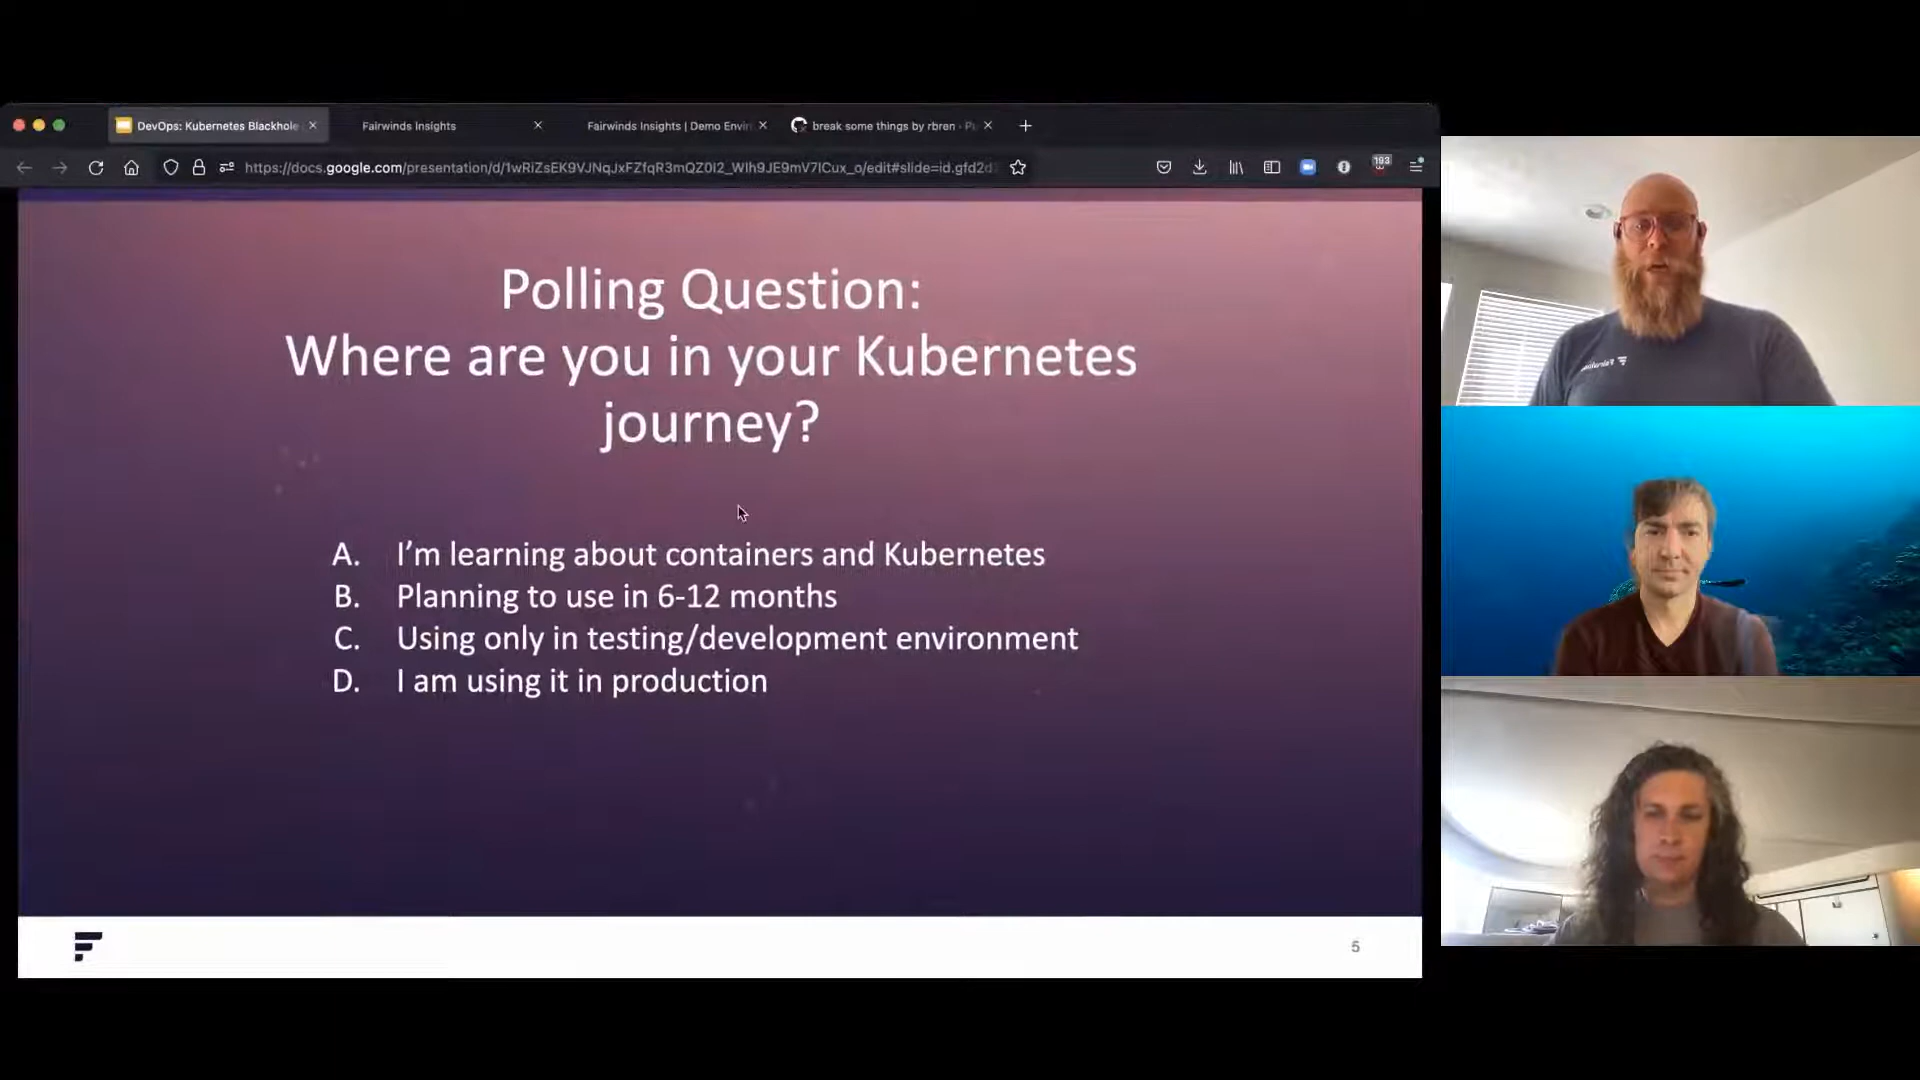 DevOps: Kubernetes Blackhole
Fairwinds Insights
Fairwinds Insights | Demo Envir
break some things by rbren · P
https://docs.google.com/presentation/d/1wRiZsEK9VJNqJxFZfqR3mQZ0I2_WIh9JE9mV7ICux_o/edit#slide=id.gfd2d
193
Polling Question:
Where are you in your Kubernetes
journey?
A. I’m learning about containers and Kubernetes
B. Planning to use in 6-12 months
C. Using only in testing/development environment
D. I am using it in production
5